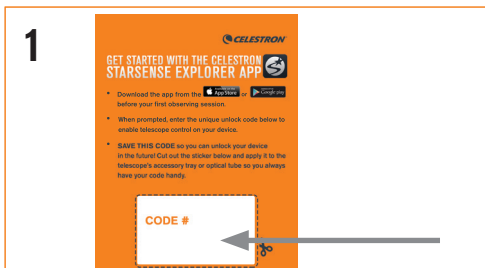 1
CELESTRON
GET STARTED WITH THE CELESTRON
STARSENSE EXPLORER APP
• Download the app from the App Store or Google play
before your first observing session.
• When prompted, enter the unique unlock code below to
enable telescope control on your device.
• SAVE THIS CODE so you can unlock your device
in the future! Cut out the sticker below and apply it to the
telescope's accessory tray or optical tube so you always
have your code handy.
CODE #